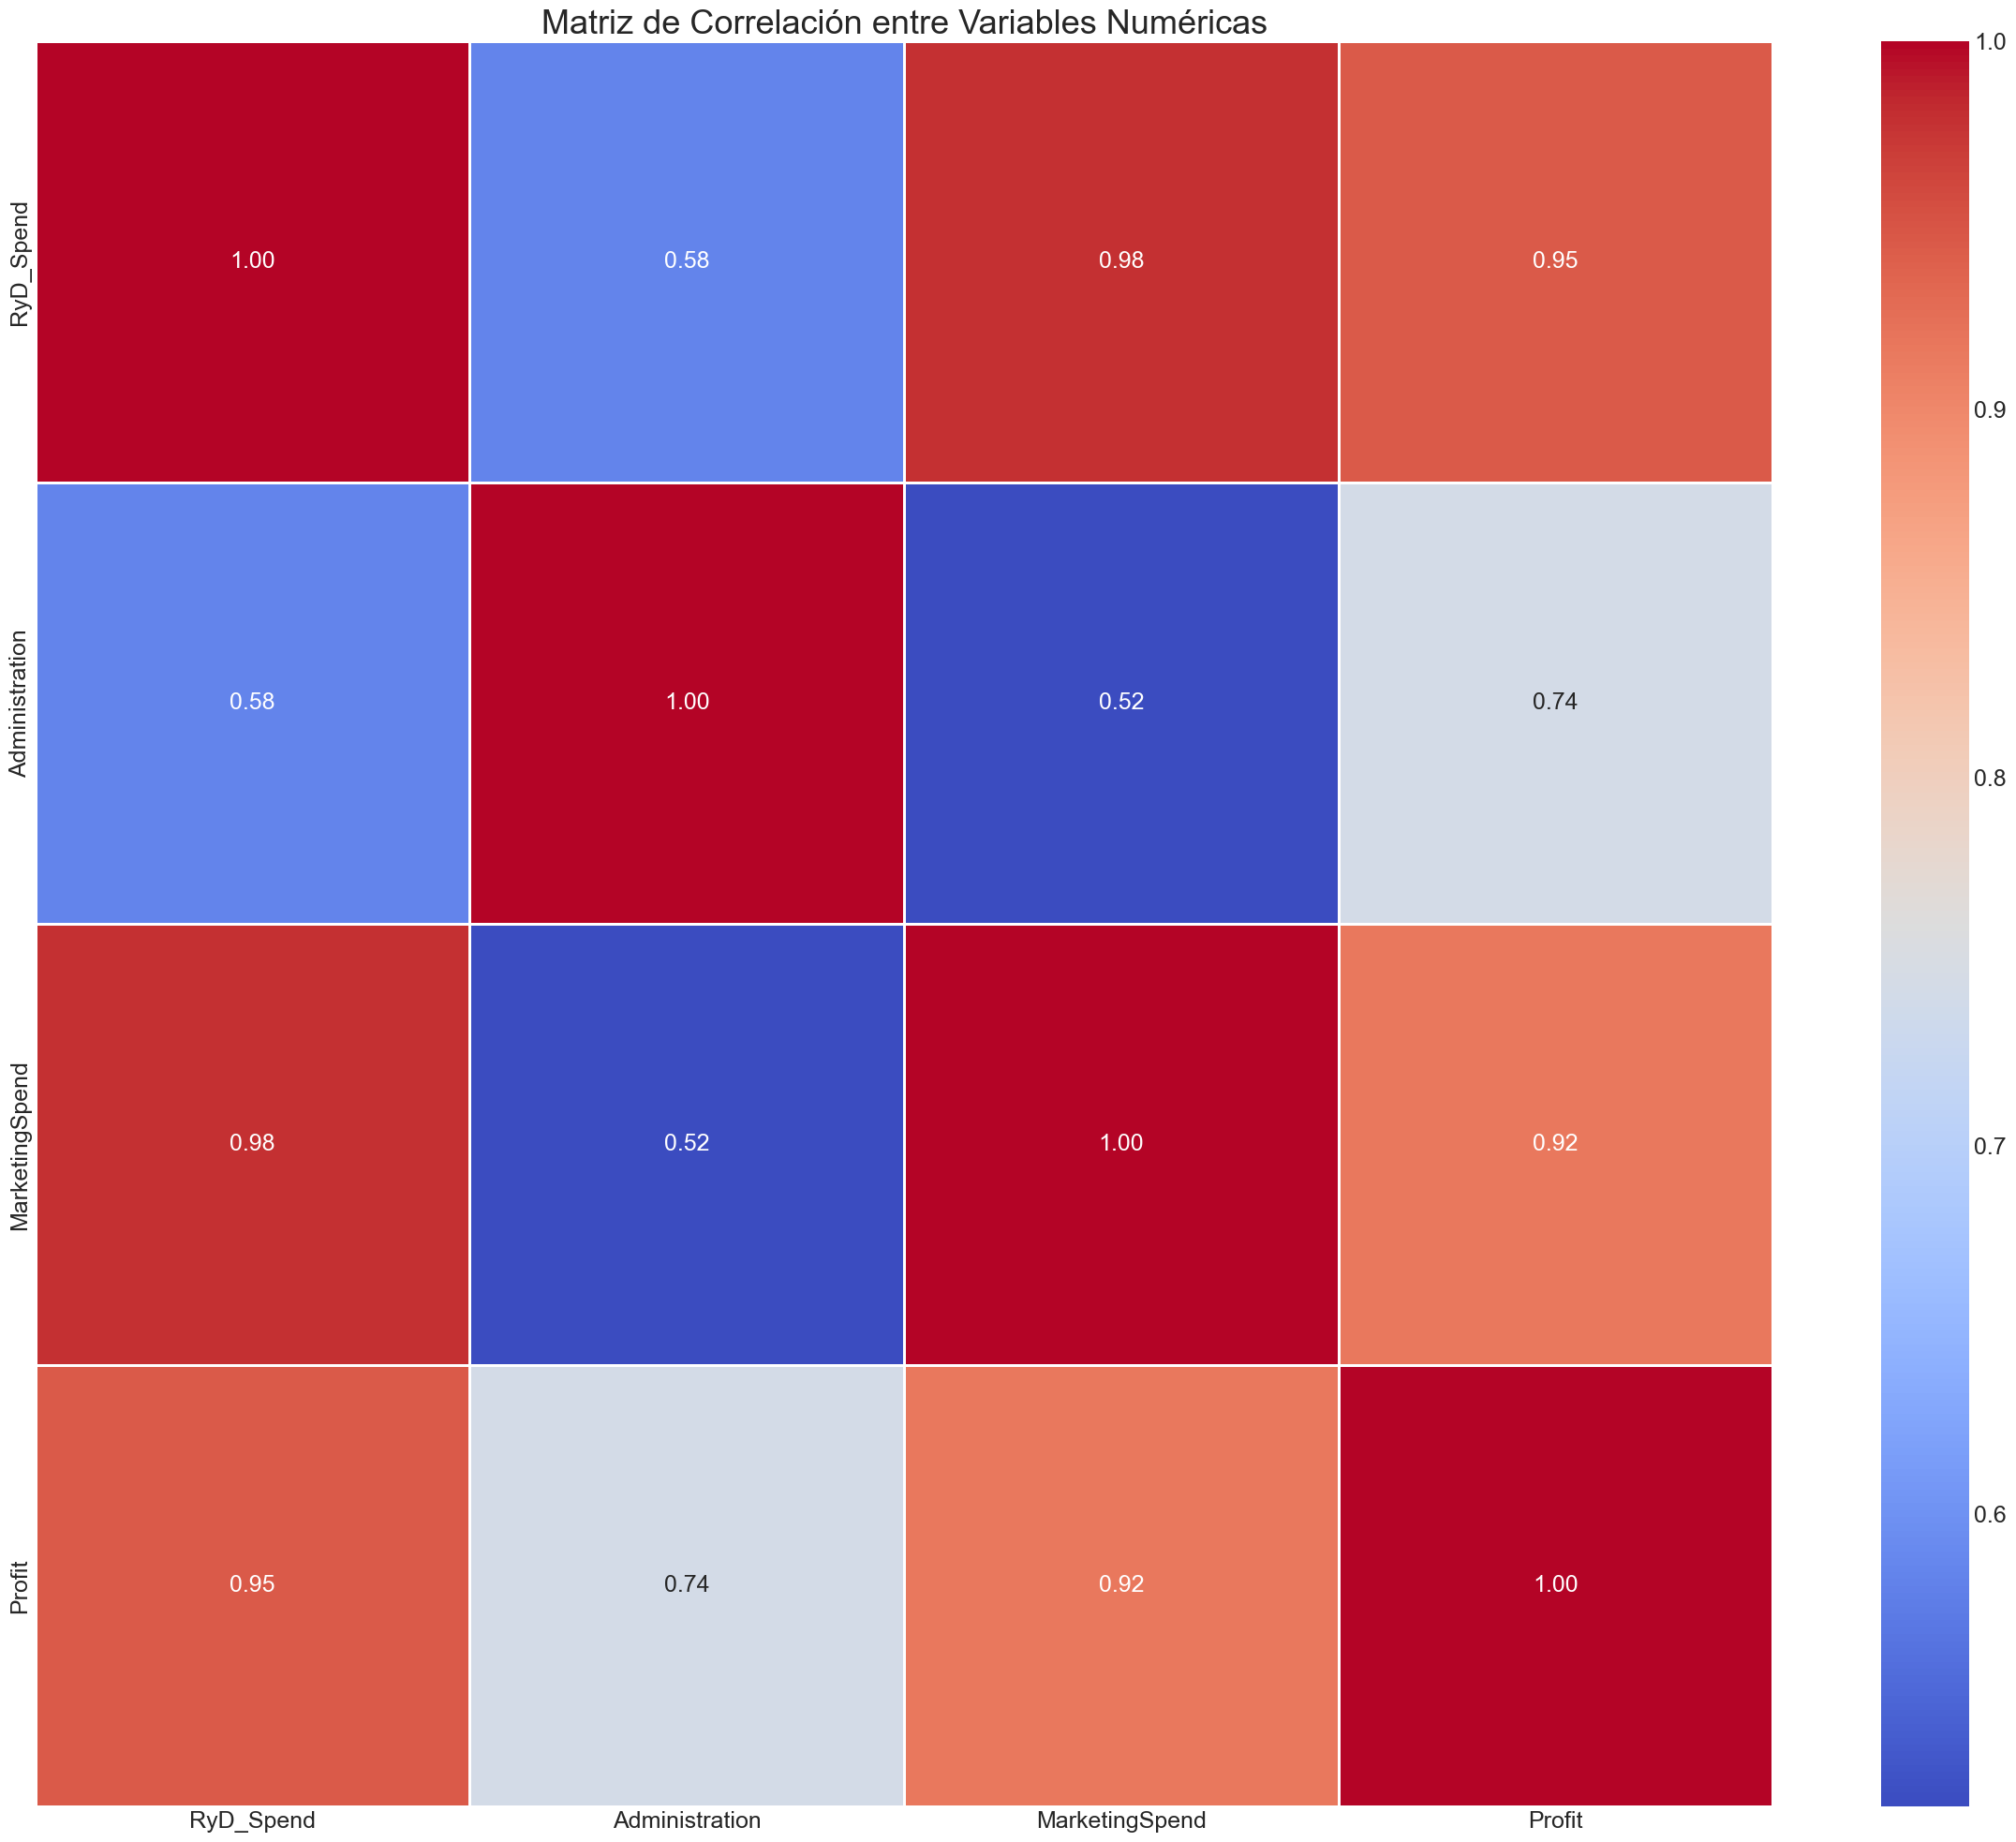 Matriz de Correlación entre Variables Numéricas
1.0
RyD_Spend
1.00
0.58
0.98
0.95
0.9
Administration
0.58
1.00
0.52
0.74
0.8
MarketingSpend
0.98
0.52
1.00
0.92
0.7
Profit
0.95
0.74
0.92
1.00
0.6
RyD_Spend
Administration
MarketingSpend
Profit